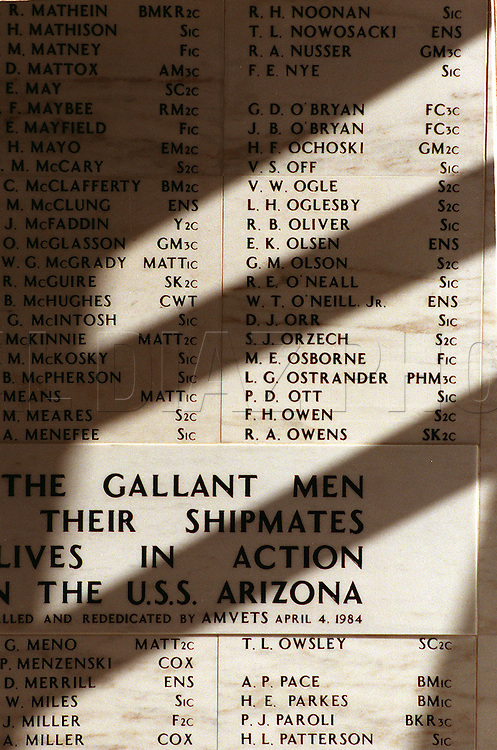 R. MATHEIN BMKR2C
H. MATHISON S1C
M. MATNEY F1C
D. MATTOX AM3C
E. MAY SC2C
F. MAYBEE RM2C
E. MAYFIELD F1C
H. MAYO EM2C
M. MCCARY S2C
C. MCCLAFFERTY BM2C
M. MCCLUNG ENS
J. MCFADDIN Y2C
O. MCGLASSON GM3C
W. G. MCGRADY MATT1C
R. MCGUIRE SK2C
B. MCHUGHES CWT
G. MCINTOSH S1C
MCKINNIE MATT2C
M. MCKOSKY S1C
B. MCPHERSON S1C
MEANS MATT1C
M. MEARES S2C
A. MENEFEE S1C
R. H. NOONAN S1C
T. L. NOWOSACKI ENS
R. A. NUSSER GM3C
F. E. NYE S1C
G. D. O'BRYAN FC3C
J. B. O'BRYAN FC3C
H. F. OCHOSKI GM2C
V. S. OFF S1C
V. W. OGLE S2C
L. H. OGLESBY S2C
R. B. OLIVER S1C
E. K. OLSEN ENS
G. M. OLSON S2C
R. E. O'NEALL S1C
W. T. O'NEILL, JR. ENS
D. J. ORR S1C
S. J. ORZECH S2C
M. E. OSBORNE F1C
L. G. OSTRANDER PHM3C
P. D. OTT S1C
F. H. OWEN S2C
R. A. OWENS SK2C
THE GALLANT MEN
THEIR SHIPMATES
LIVES IN ACTION
N THE U.S.S. ARIZONA
LLED AND REDEDICATED BY AMVETS APRIL 4, 1984
G. MENO MATT2C
P. MENZENSKI COX
D. MERRILL ENS
W. MILES S1C
J. MILLER F2C
A. MILLER COX
T. L. OWSLEY SC2C
A. P. PACE BM1C
H. E. PARKES BM1C
P. J. PAROLI BKR3C
H. L. PATTERSON S1C